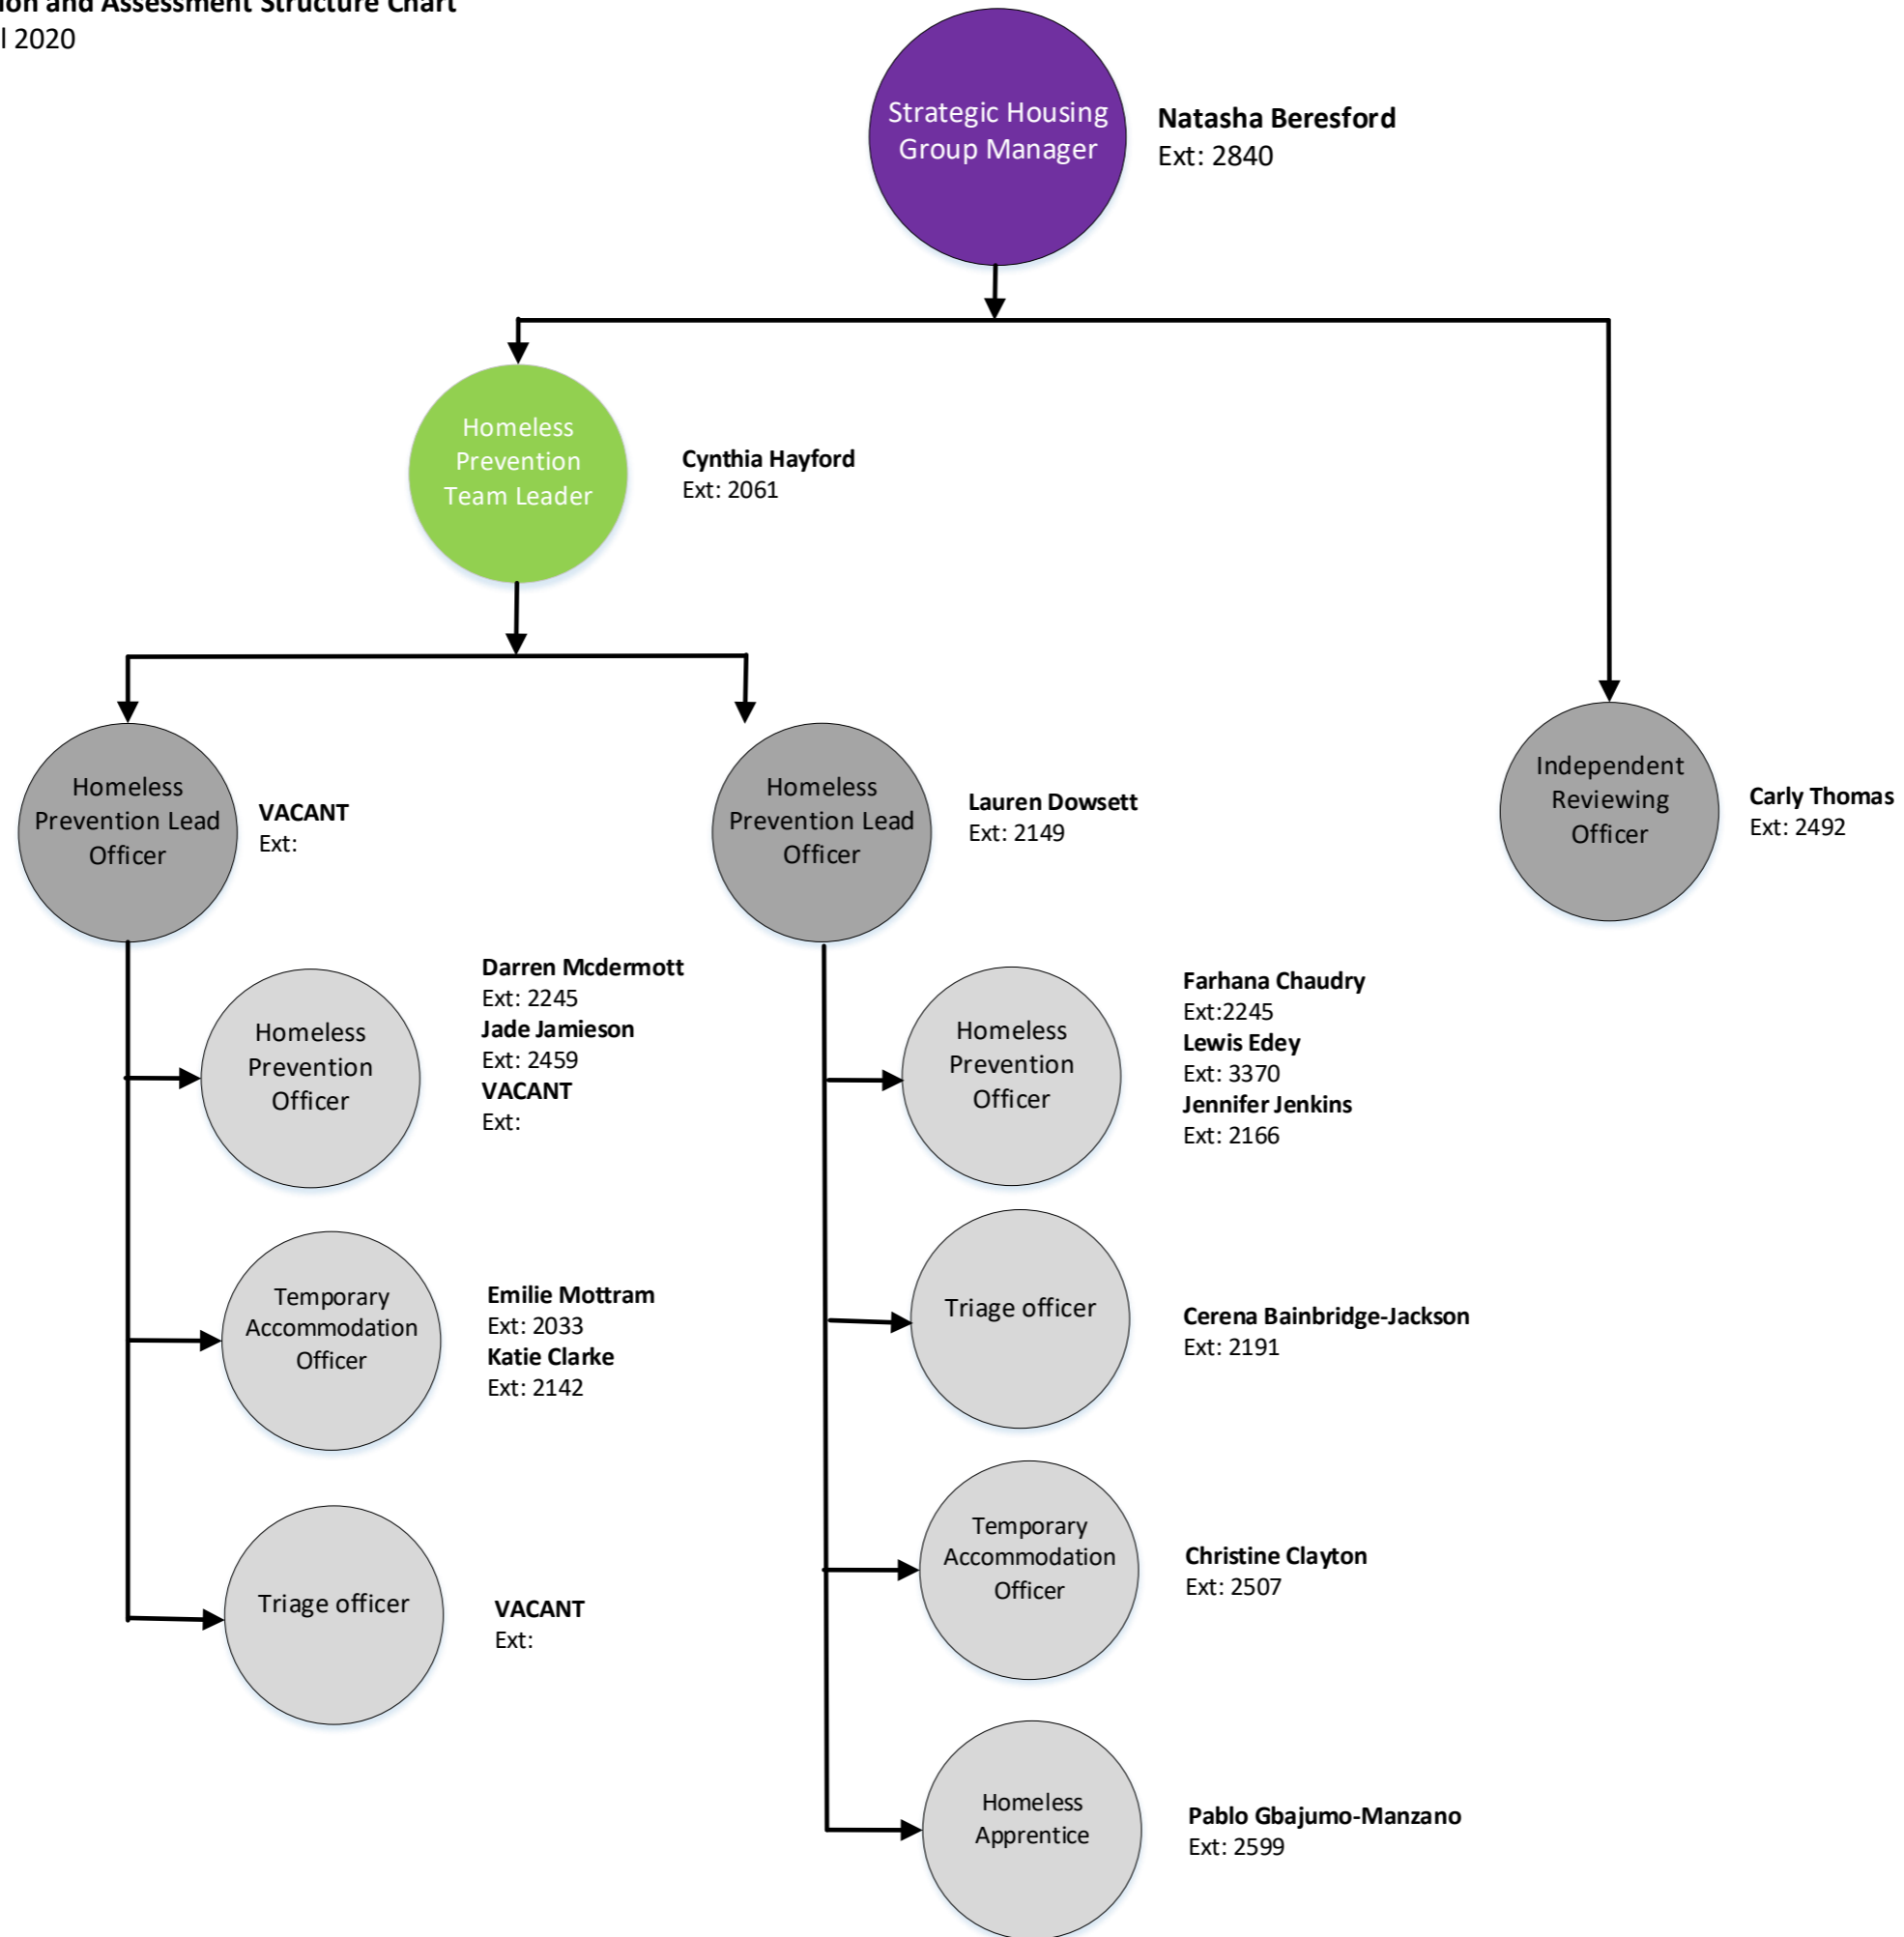 and Assessment Structure Chart
2020
Strategic Housing
Group Manager
Natasha Beresford
Ext: 2840
Homeless
Prevention
Team Leader
Cynthia Hayford
Ext: 2061
Homeless
Prevention Lead
Officer
VACANT
Ext:
Homeless
Prevention Lead
Officer
Lauren Dowsett
Ext: 2149
Independent
Reviewing
Officer
Carly Thomas
Ext: 2492
Homeless
Prevention
Officer
Darren Mcdermott
Ext: 2245
Jade Jamieson
Ext: 2459
VACANT
Ext:
Homeless
Prevention
Officer
Farhana Chaudry
Ext:2245
Lewis Edey
Ext: 3370
Jennifer Jenkins
Ext: 2166
Temporary
Accommodation
Officer
Emilie Mottram
Ext: 2033
Katie Clarke
Ext: 2142
Triage officer
Cerena Bainbridge-Jackson
Ext: 2191
Triage officer
VACANT
Ext:
Temporary
Accommodation
Officer
Christine Clayton
Ext: 2507
Homeless
Apprentice
Pablo Gbajumo-Manzano
Ext: 2599